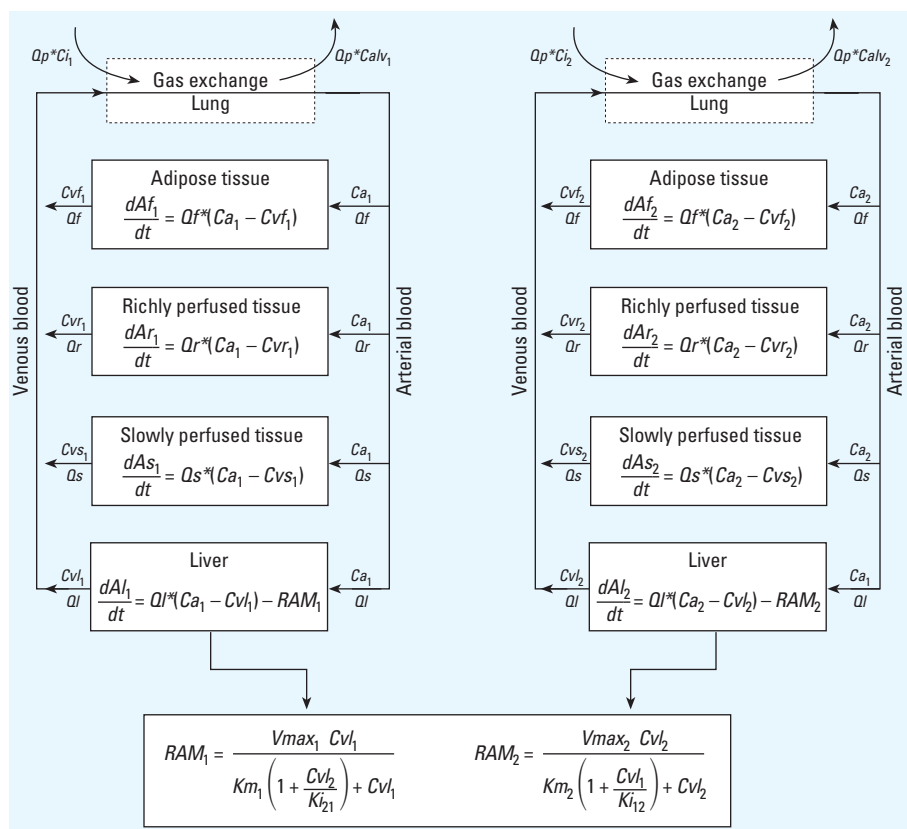 Qp*Ci₁
Qp*Calv₁
Gas exchange
Lung
Venous blood
Arterial blood
Adipose tissue
dAf₁/dt = Qf*(Ca₁ – Cvf₁)
Cvf₁
Qf
Ca₁
Qf
Richly perfused tissue
dAr₁/dt = Qr*(Ca₁ – Cvr₁)
Cvr₁
Qr
Ca₁
Qr
Slowly perfused tissue
dAs₁/dt = Qs*(Ca₁ – Cvs₁)
Cvs₁
Qs
Ca₁
Qs
Liver
dAl₁/dt = Ql*(Ca₁ – Cvl₁) – RAM₁
Cvl₁
Ql
Ca₁
Ql
Qp*Ci₂
Qp*Calv₂
Gas exchange
Lung
Venous blood
Arterial blood
Adipose tissue
dAf₂/dt = Qf*(Ca₂ – Cvf₂)
Cvf₂
Qf
Ca₂
Qf
Richly perfused tissue
dAr₂/dt = Qr*(Ca₂ – Cvr₂)
Cvr₂
Qr
Ca₂
Qr
Slowly perfused tissue
dAs₂/dt = Qs*(Ca₂ – Cvs₂)
Cvs₂
Qs
Ca₂
Qs
Liver
dAl₂/dt = Ql*(Ca₂ – Cvl₂) – RAM₂
Cvl₂
Ql
Ca₁
Ql
RAM₁ = Vmax₁ Cvl₁ / Km₁ (1 + Cvl₂/Ki₂₁) + Cvl₁
RAM₂ = Vmax₂ Cvl₂ / Km₂ (1 + Cvl₁/Ki₁₂) + Cvl₂